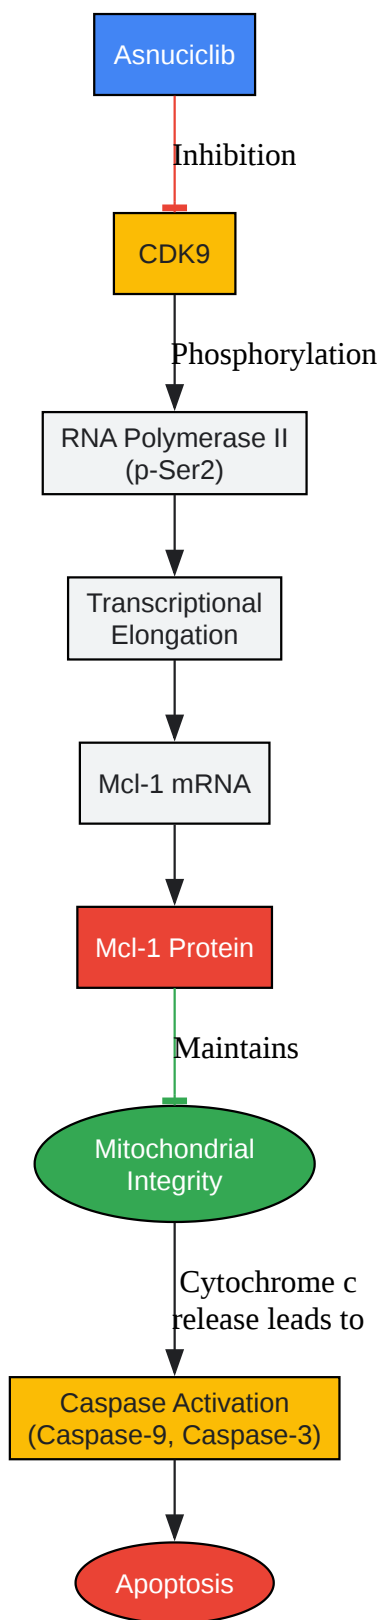 Asnuciclib
Inhibition
CDK9
Phosphorylation
RNA Polymerase II
(p-Ser2)
Transcriptional
Elongation
Mcl-1 mRNA
Mcl-1 Protein
Maintains
Mitochondrial
Integrity
Cytochrome c
release leads to
Caspase Activation
(Caspase-9, Caspase-3)
Apoptosis